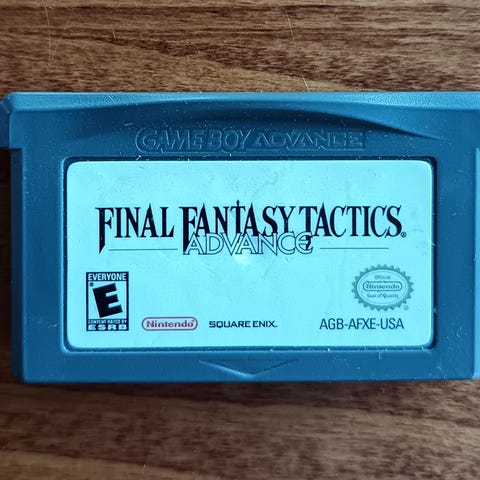 GAME BOY ADVANCE
FINAL FANTASY TACTICS®
ADVANCE
EVERYONE
E
CONTENT RATED BY
ESRB
Nintendo®
SQUARE ENIX.
Official
Nintendo
Seal of Quality
AGB-AFXE-USA